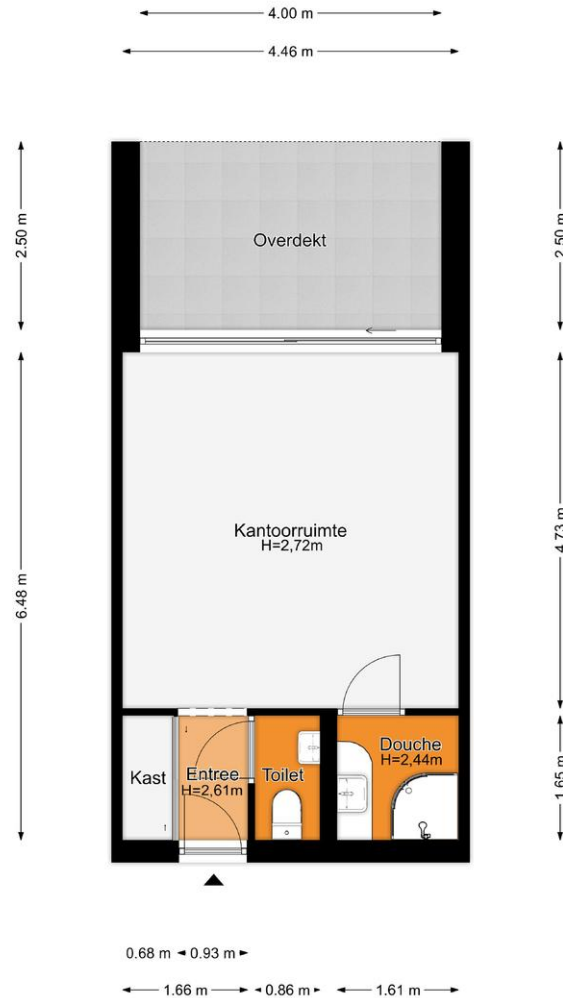 4.00 m
4.46 m
2.50 m
2.50 m
Overdekt
Kantoorruimte
H=2,72m
6.48 m
4.73 m
Kast
Entree
H=2,61m
Toilet
Douche
H=2,44m
1.65 m
0.68 m
0.93 m
1.66 m
0.86 m
1.61 m